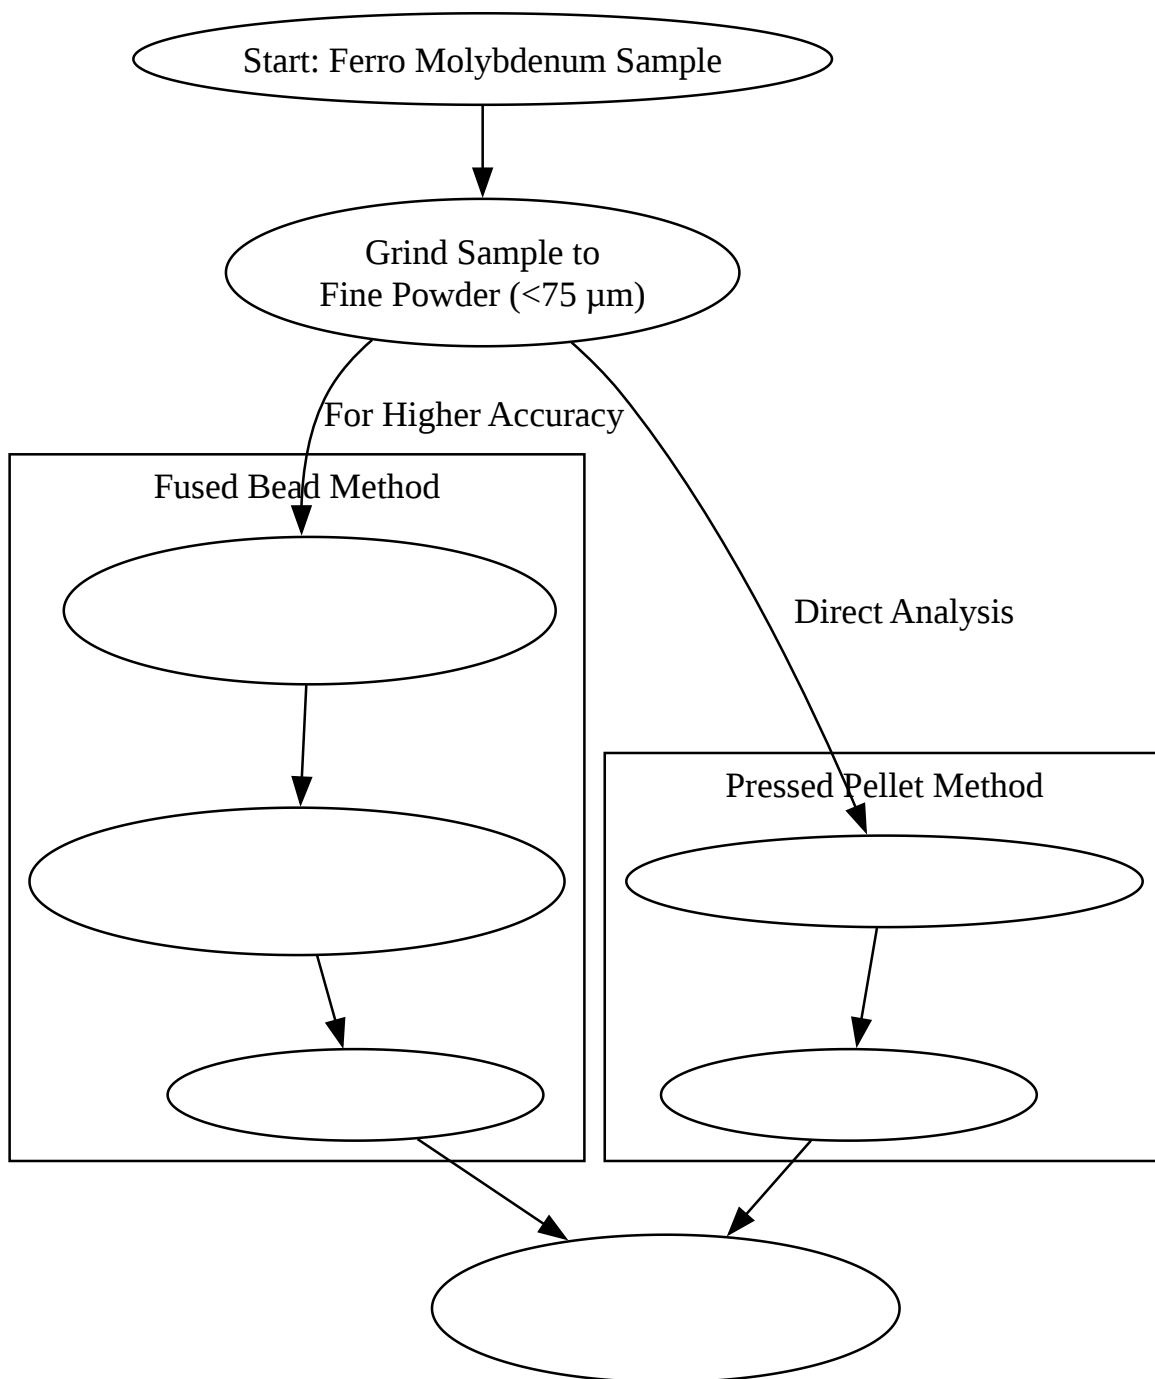 Start: Ferro Molybdenum Sample
Grind Sample to
Fine Powder (<75 µm)
For Higher Accuracy
Fused Bead Method
Direct Analysis
Pressed Pellet Method